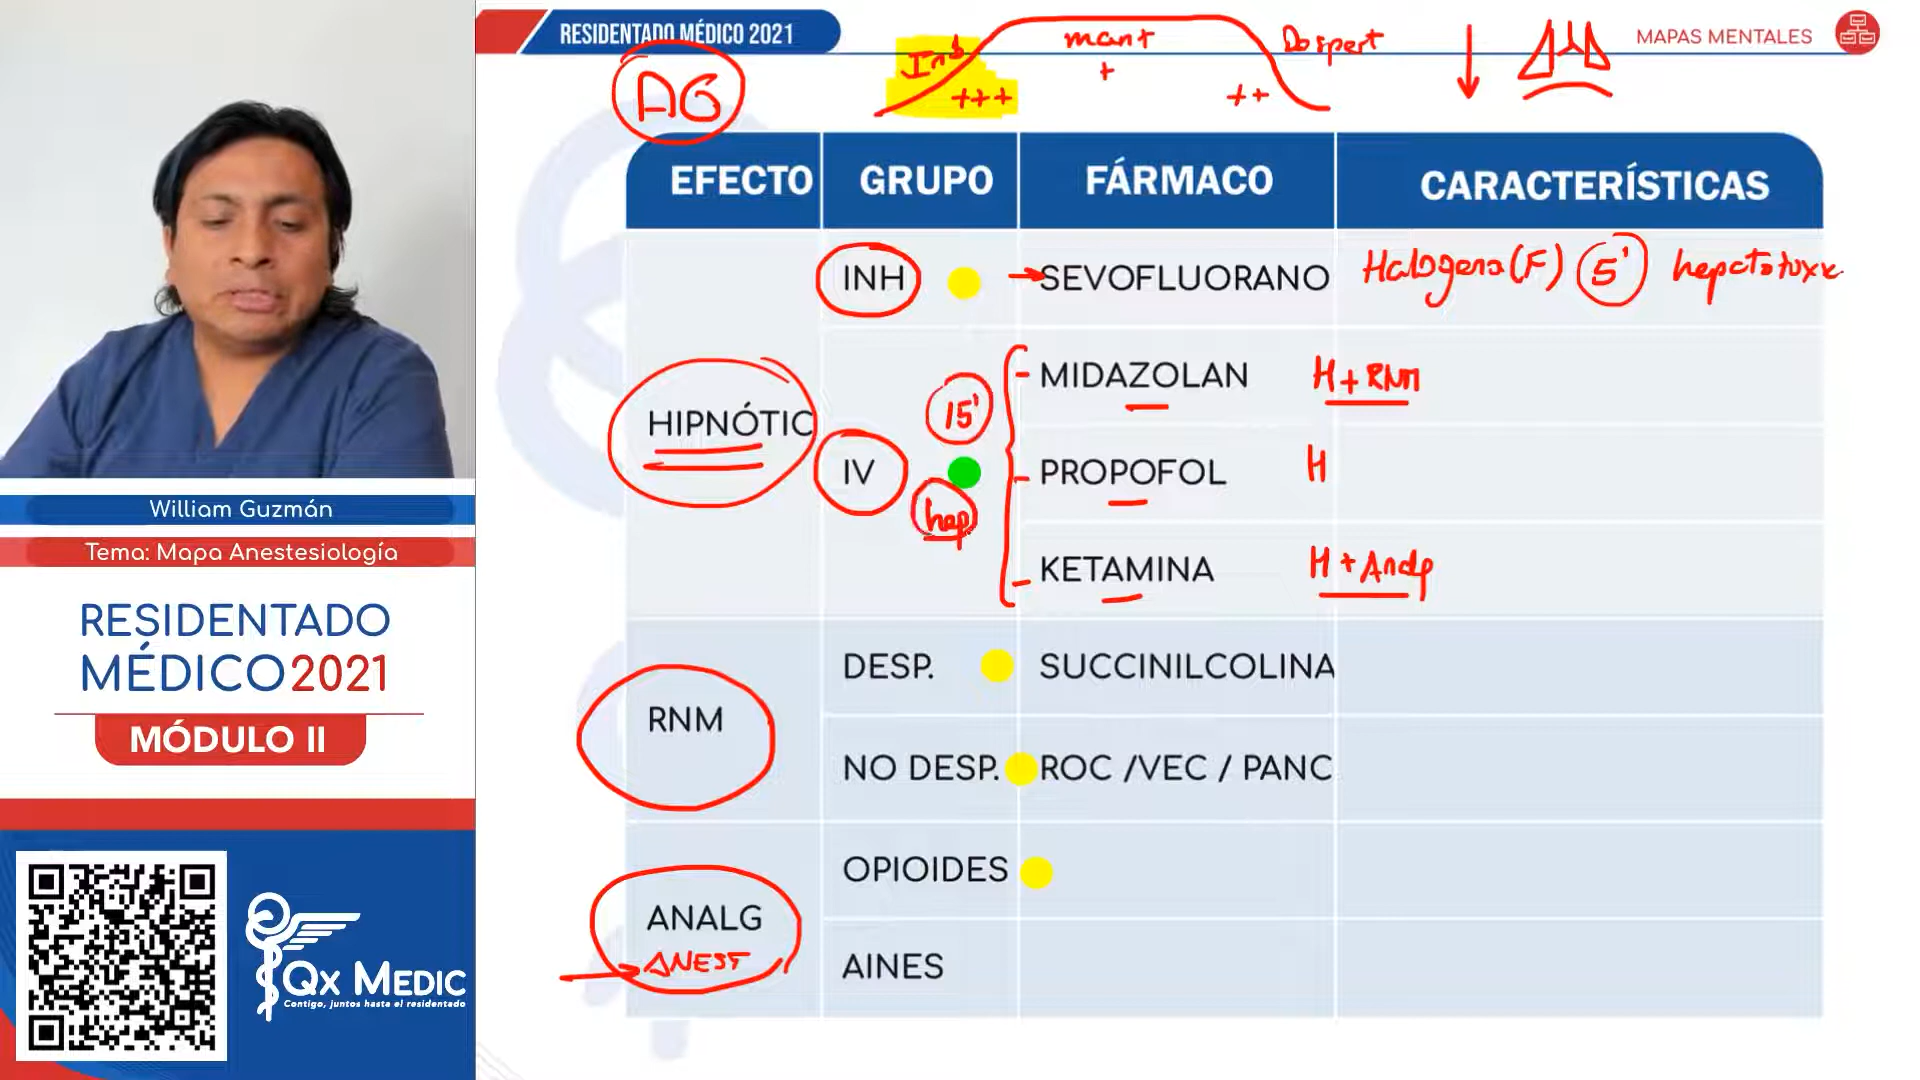 William Guzmán
Tema: Mapa Anestesiología
RESIDENTADO
MÉDICO 2021
MÓDULO II
QX MEDIC
Contigo, juntos hasta el residentado
RESIDENTADO MÉDICO 2021
MAPAS MENTALES
AG
Ind
+++
mant
+
Despert
++
EFECTO
GRUPO
FÁRMACO
CARACTERÍSTICAS
INH
SEVOFLUORANO
Halogeno (F)
5'
HIPNÓTIC
IV
15'
hep
MIDAZOLAN
H + RNM
PROPOFOL
H
KETAMINA
H + Analg
RNM
DESP.
SUCCINILCOLINA
NO DESP.
ROC /VEC / PANC
ANALG
ANEST
OPIOIDES
AINES